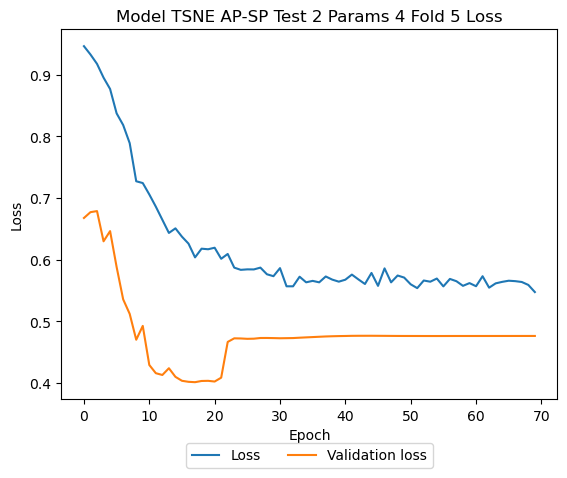 Model TSNE AP-SP Test 2 Params 4 Fold 5 Loss
0.9
0.8
0.7
0.6
0.5
0.4
Loss
0 10 20 30 40 50 60 70
Epoch
Loss Validation loss